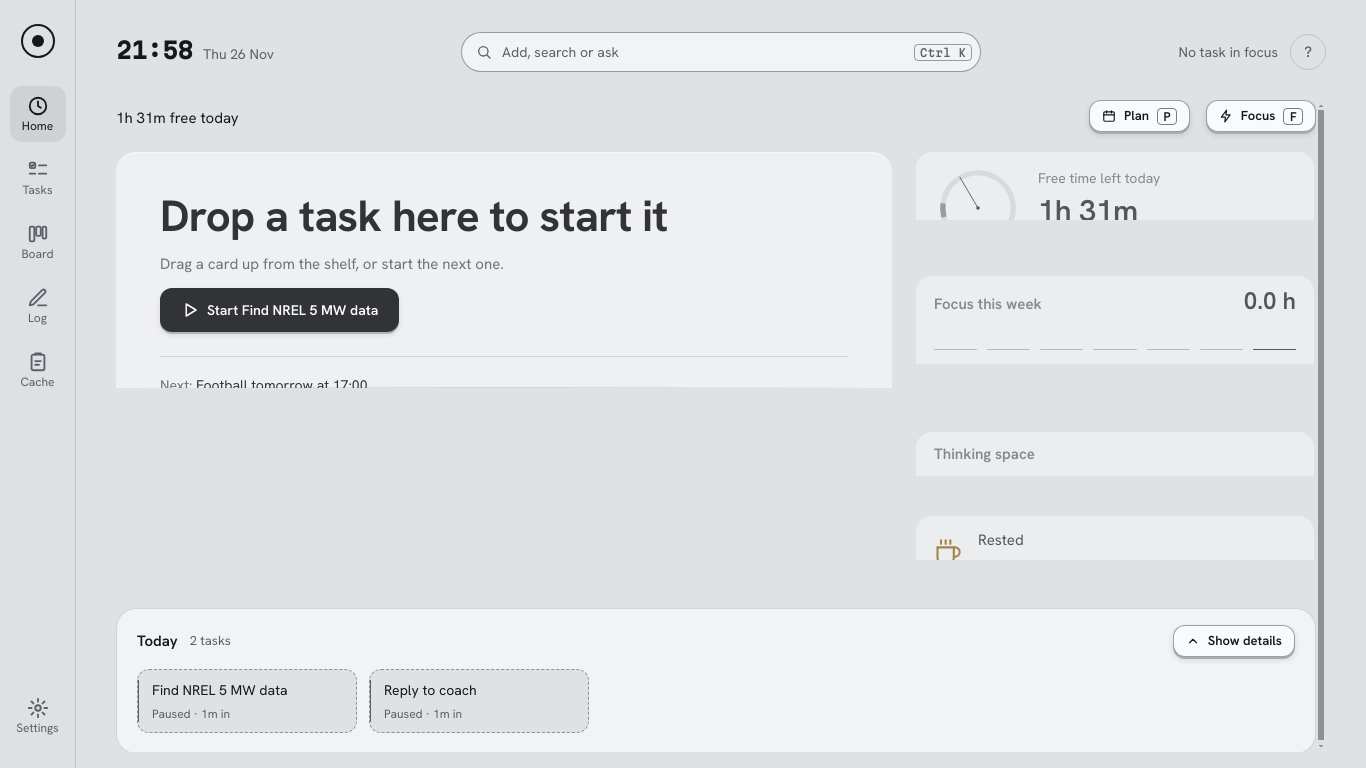 21:58 Thu 26 Nov
Add, search or ask
Ctrl K
No task in focus
?
Home
Tasks
Board
Log
Cache
Settings
1h 31m free today
Plan P
Focus F
Drop a task here to start it
Drag a card up from the shelf, or start the next one.
Start Find NREL 5 MW data
Next: Football tomorrow at 17:00
Free time left today
1h 31m
Focus this week
0.0 h
Thinking space
Rested
Today 2 tasks
Show details
Find NREL 5 MW data
Paused · 1m in
Reply to coach
Paused · 1m in